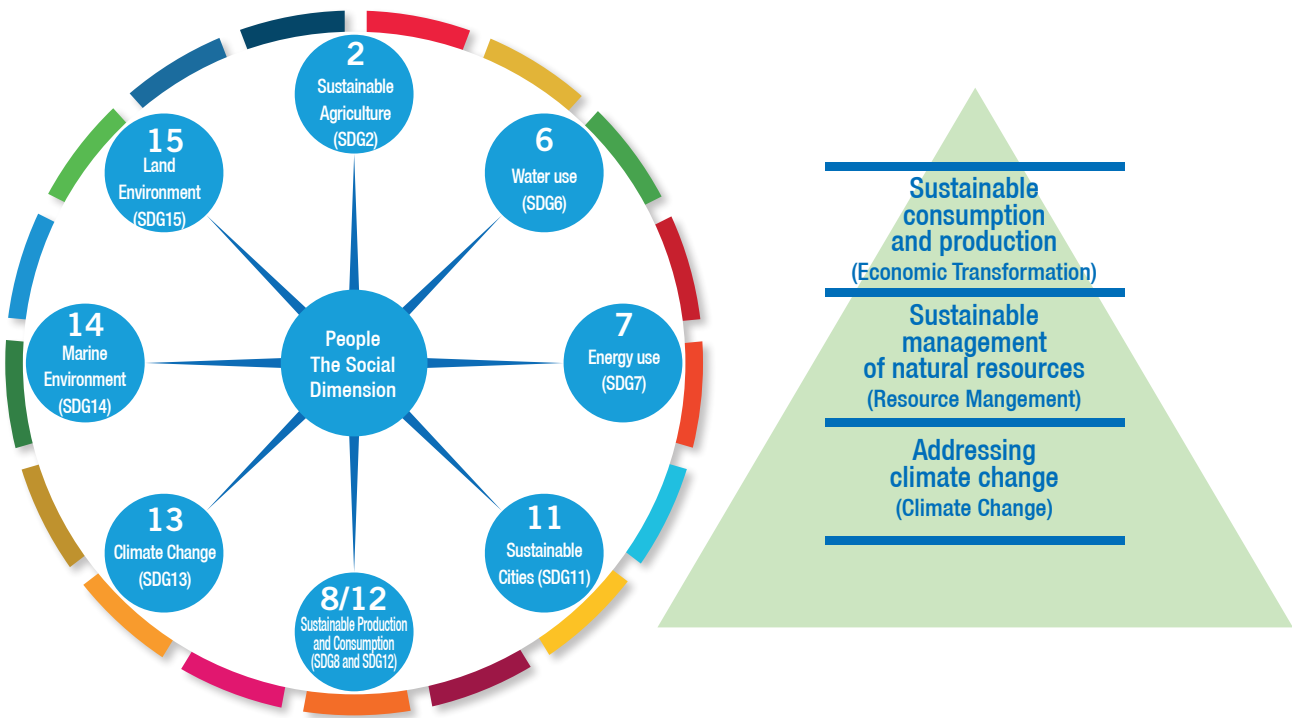 2
Sustainable
Agriculture
(SDG2)
6
Water use
(SDG6)
7
Energy use
(SDG7)
11
Sustainable
Cities (SDG11)
8/12
Sustainable Production
and Consumption
(SDG8 and SDG12)
13
Climate Change
(SDG13)
14
Marine
Environment
(SDG14)
15
Land
Environment
(SDG15)
People
The Social
Dimension
Sustainable
consumption
and production
(Economic Transformation)
Sustainable
management
of natural resources
(Resource Mangement)
Addressing
climate change
(Climate Change)